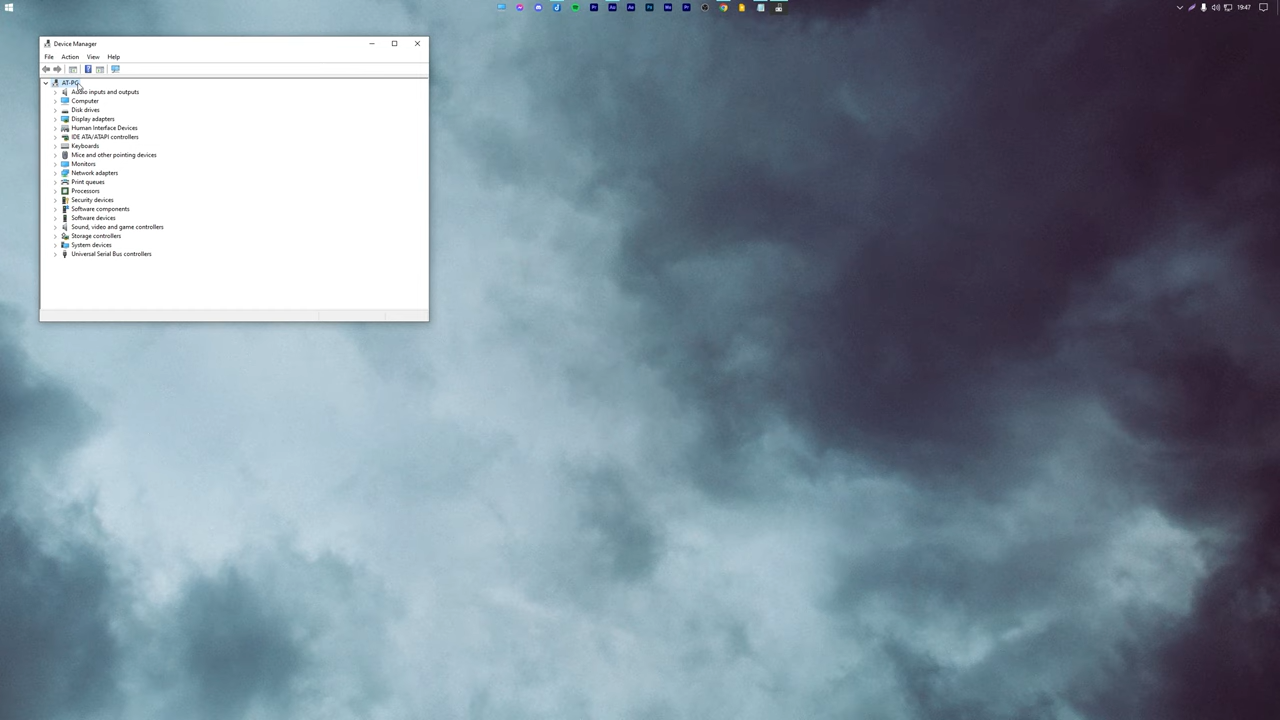 19:47
Device Manager
File Action View Help
AT-PC
Audio inputs and outputs
Computer
Disk drives
Display adapters
Human Interface Devices
IDE ATA/ATAPI controllers
Keyboards
Mice and other pointing devices
Monitors
Network adapters
Print queues
Processors
Security devices
Software components
Software devices
Sound, video and game controllers
Storage controllers
System devices
Universal Serial Bus controllers